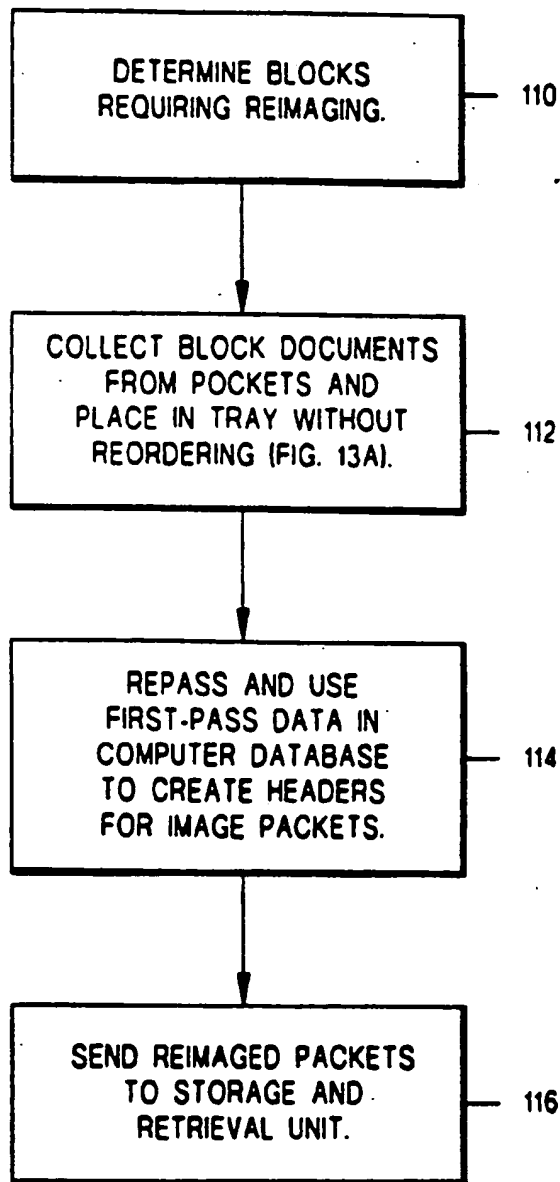 DETERMINE BLOCKS
REQUIRING REIMAGING.
110
COLLECT BLOCK DOCUMENTS
FROM POCKETS AND
PLACE IN TRAY WITHOUT
REORDERING (FIG. 13A).
112
REPASS AND USE
FIRST-PASS DATA IN
COMPUTER DATABASE
TO CREATE HEADERS
FOR IMAGE PACKETS.
114
SEND REIMAGED PACKETS
TO STORAGE AND
RETRIEVAL UNIT.
116